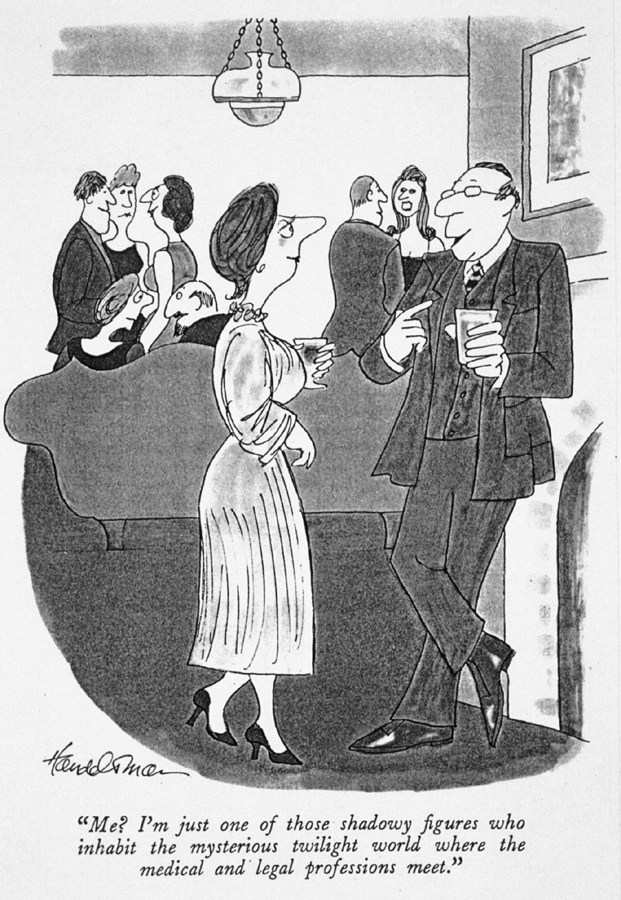 Handelsman
“Me? I'm just one of those shadowy figures who
inhabit the mysterious twilight world where the
medical and legal professions meet.”